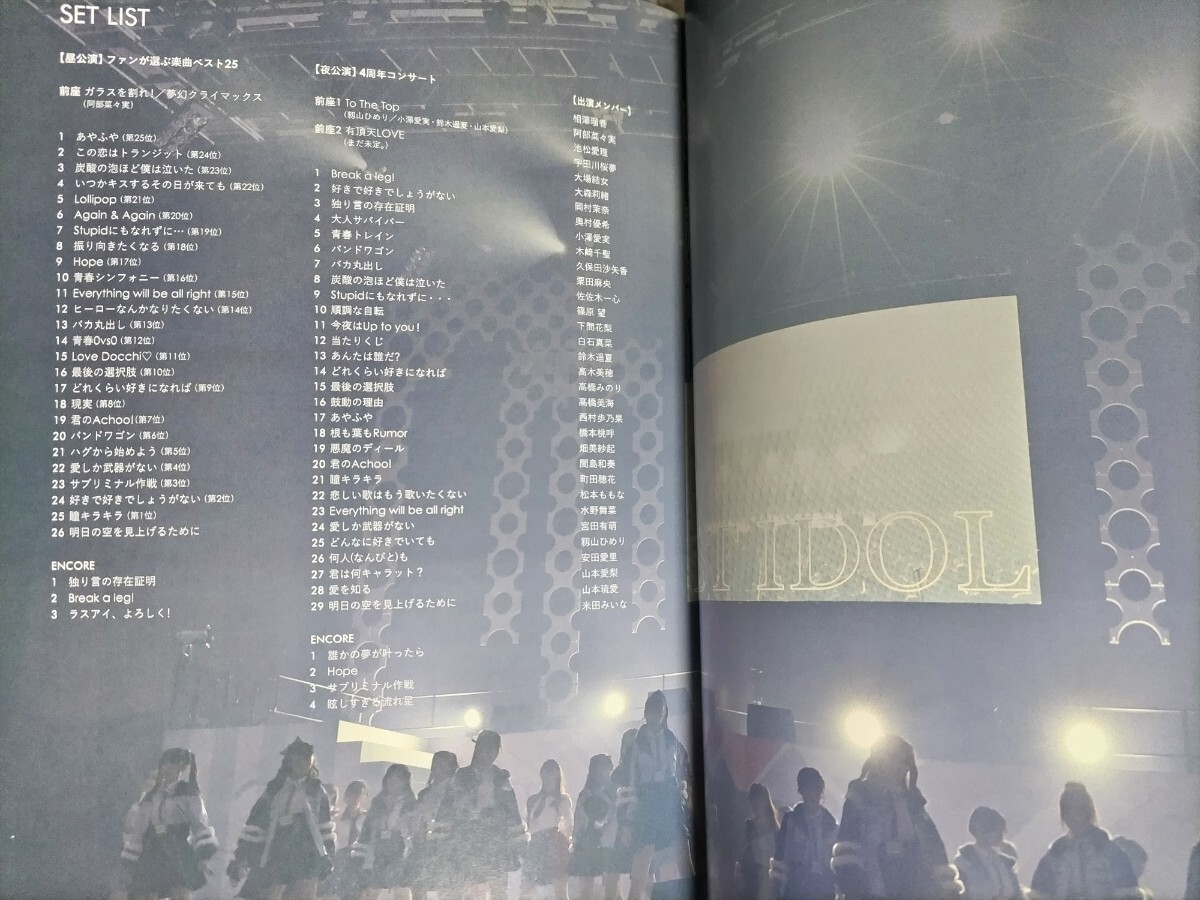 SET LIST
【昼公演】ファンが選ぶ楽曲ベスト25
前座 ガラスを割れ!／夢幻クライマックス
(阿部菜々実)
1 あやふや(第25位)
2 この恋はトランジット(第24位)
3 炭酸の泡ほど僕は泣いた(第23位)
4 いつかキスするその日が来ても(第22位)
5 Lollipop(第21位)
6 Again & Again(第20位)
7 Stupidにもなれずに…(第19位)
8 振り向きたくなる(第18位)
9 Hope(第17位)
10 青春シンフォニー(第16位)
11 Everything will be all right(第15位)
12 ヒーローなんかなりたくない(第14位)
13 バカ丸出し(第13位)
14 青春0vs0(第12位)
15 Love Docchi♡(第11位)
16 最後の選択肢(第10位)
17 どれくらい好きになれば(第9位)
18 現実(第8位)
19 君のAchoo!(第7位)
20 バンドワゴン(第6位)
21 ハグから始めよう(第5位)
22 愛しか武器がない(第4位)
23 サブリミナル作戦(第3位)
24 好きで好きでしょうがない(第2位)
25 瞳キラキラ(第1位)
26 明日の空を見上げるために
ENCORE
1 独り言の存在証明
2 Break a leg!
3 ラスアイ、よろしく!
【夜公演】4周年コンサート
前座1 To The Top
(籾山ひめり／小澤愛実・鈴木遥夏・山本愛梨)
前座2 有頂天LOVE
(まだ未定。)
1 Break a leg!
2 好きで好きでしょうがない
3 独り言の存在証明
4 大人サバイバー
5 青春トレイン
6 バンドワゴン
7 バカ丸出し
8 炭酸の泡ほど僕は泣いた
9 Stupidにもなれずに・・・
10 順調な自転
11 今夜はUp to you!
12 当たりくじ
13 あんたは誰だ?
14 どれくらい好きになれば
15 最後の選択肢
16 鼓動の理由
17 あやふや
18 根も葉もRumor
19 悪魔のディール
20 君のAchoo!
21 瞳キラキラ
22 悲しい歌はもう歌いたくない
23 Everything will be all right
24 愛しか武器がない
25 どんなに好きでいても
26 何人(なんぴと)も
27 君は何キャラット?
28 愛を知る
29 明日の空を見上げるために
ENCORE
1 誰かの夢が叶ったら
2 Hope
3 サブリミナル作戦
4 眩しすぎる流れ星
【出演メンバー】
相澤瑠香
阿部菜々実
池松愛理
宇田川桜夢
大場結女
大森莉緒
岡村茉奈
奥村優希
小澤愛実
木﨑千聖
久保田沙矢香
栗田麻央
佐佐木一心
篠原 望
下間花梨
白石真菜
鈴木遥夏
高木美穂
高橋みのり
高橋美海
西村歩乃果
橋本桃呼
畑美紗起
間島和奏
町田穂花
松本ももな
水野舞菜
宮田有萌
籾山ひめり
安田愛里
山本愛梨
山本琉愛
米田みいな
IDOL